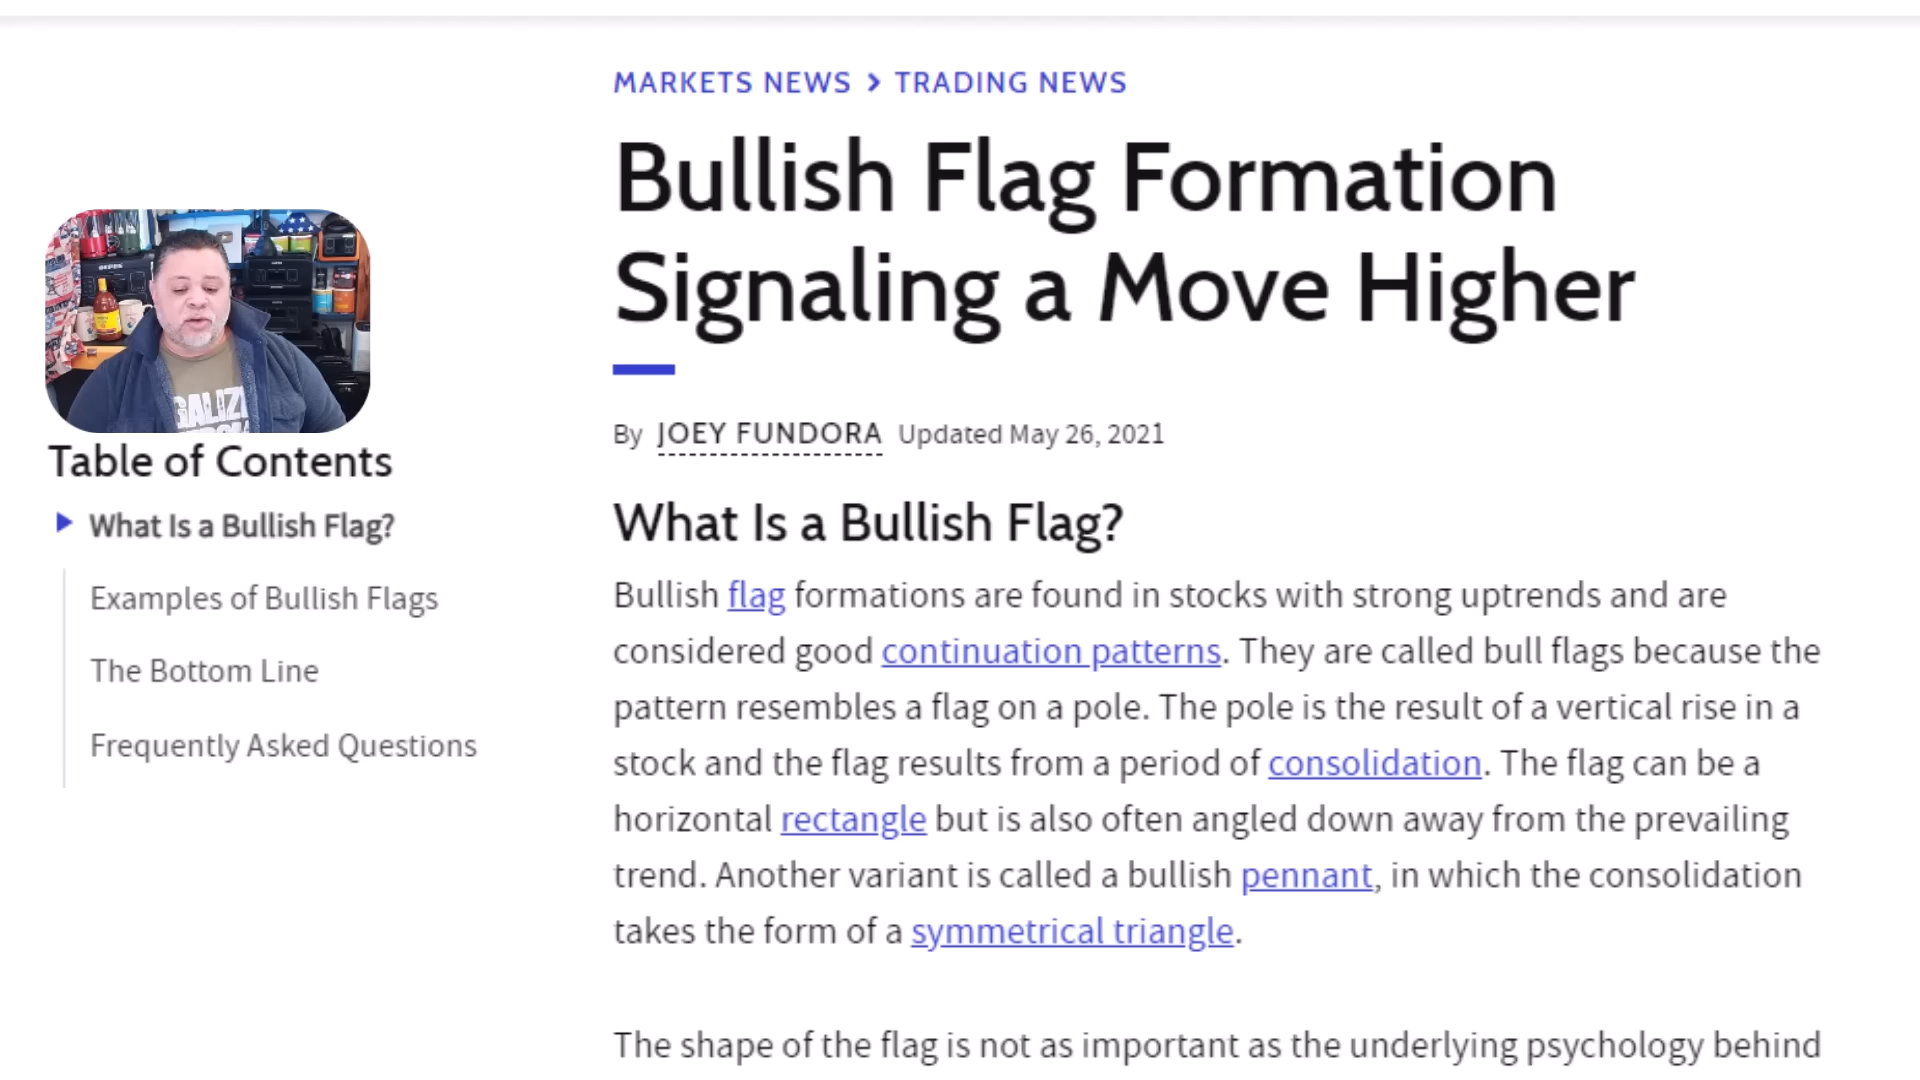 MARKETS NEWS > TRADING NEWS
Bullish Flag Formation
Signaling a Move Higher
By JOEY FUNDORA Updated May 26, 2021
Table of Contents
What Is a Bullish Flag?
Examples of Bullish Flags
The Bottom Line
Frequently Asked Questions
What Is a Bullish Flag?
Bullish flag formations are found in stocks with strong uptrends and are
considered good continuation patterns. They are called bull flags because the
pattern resembles a flag on a pole. The pole is the result of a vertical rise in a
stock and the flag results from a period of consolidation. The flag can be a
horizontal rectangle but is also often angled down away from the prevailing
trend. Another variant is called a bullish pennant, in which the consolidation
takes the form of a symmetrical triangle.
The shape of the flag is not as important as the underlying psychology behind